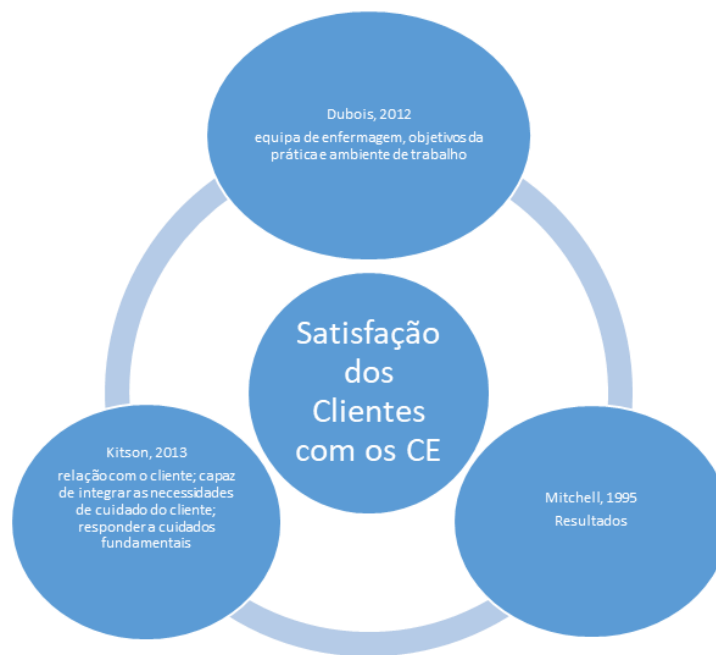 Dubois, 2012
equipa de enfermagem, objetivos da
prática e ambiente de trabalho
Satisfação
dos
Clientes
com os CE
Kitson, 2013
relação com o cliente; capaz
de integrar as necessidades
de cuidado do cliente;
responder a cuidados
fundamentais
Mitchell, 1995
Resultados